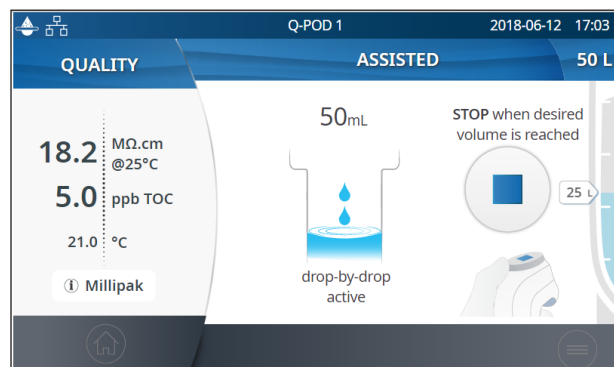 Q-POD 1
2018-06-12 17:03
QUALITY
ASSISTED
50 L
18.2 MΩ.cm
@25°C
5.0 ppb TOC
21.0 °C
i Millipak
50mL
drop-by-drop
active
STOP when desired
volume is reached
25 L